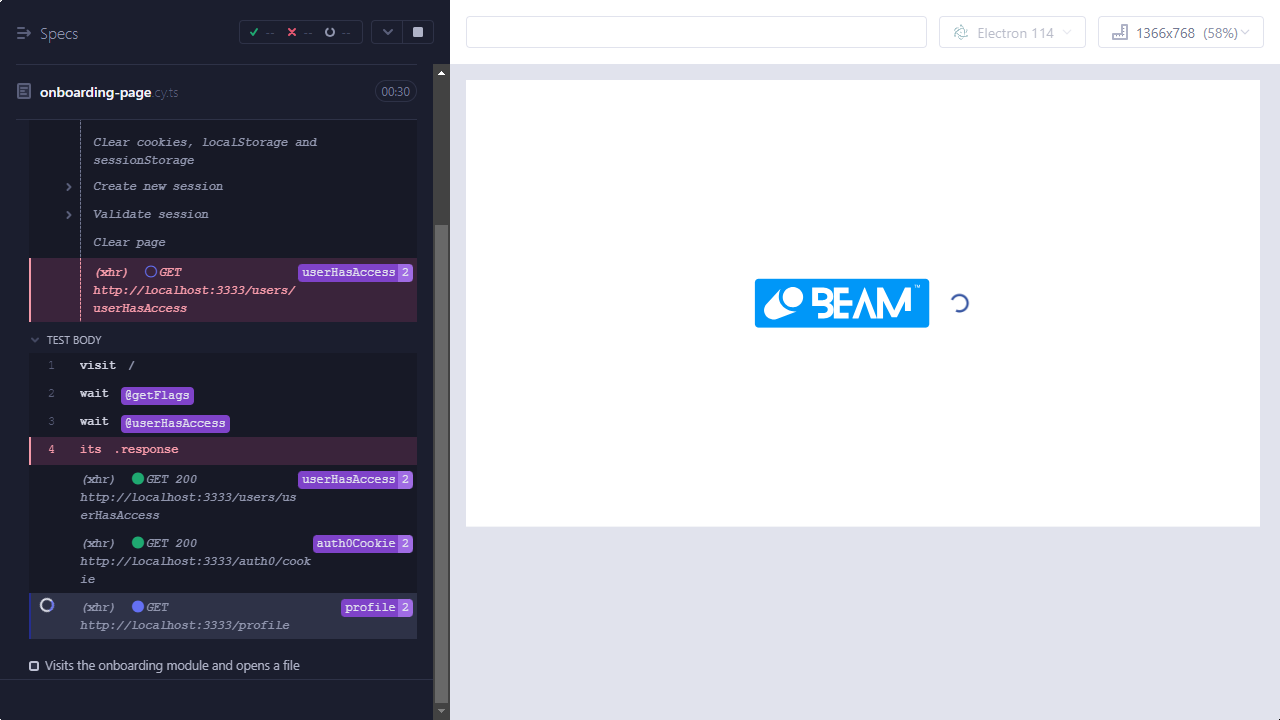 Specs
--
--
--
Electron 114
1366x768 (58%)
onboarding-page.cy.ts
00:30
Clear cookies, localStorage and
sessionStorage
Create new session
Validate session
Clear page
(xhr) GET userHasAccess 2
http://localhost:3333/users/
userHasAccess
TEST BODY
1 visit /
2 wait @getFlags
3 wait @userHasAccess
4 its .response
(xhr) GET 200 userHasAccess 2
http://localhost:3333/users/us
erHasAccess
(xhr) GET 200 auth0Cookie 2
http://localhost:3333/auth0/cook
ie
(xhr) GET profile 2
http://localhost:3333/profile
Visits the onboarding module and opens a file
BEAM™